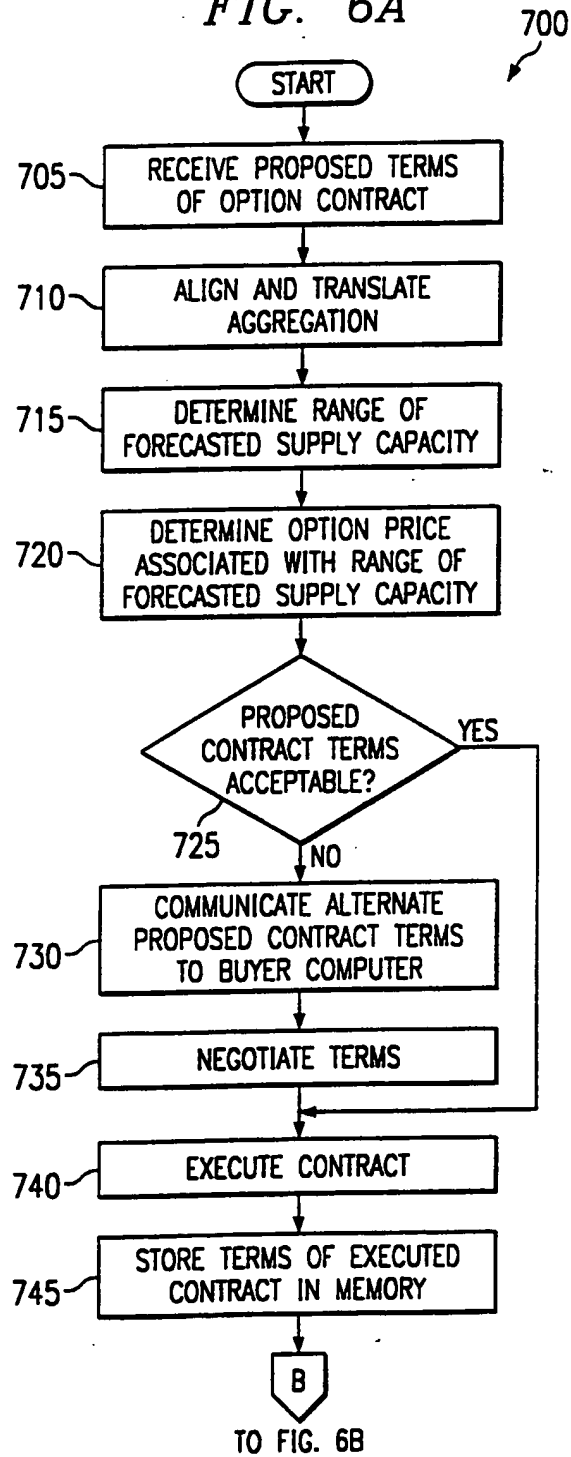 FIG. 6A
700
START
705
RECEIVE PROPOSED TERMS
OF OPTION CONTRACT
710
ALIGN AND TRANSLATE
AGGREGATION
715
DETERMINE RANGE OF
FORECASTED SUPPLY CAPACITY
720
DETERMINE OPTION PRICE
ASSOCIATED WITH RANGE OF
FORECASTED SUPPLY CAPACITY
PROPOSED
CONTRACT TERMS
ACCEPTABLE?
YES
725
NO
730
COMMUNICATE ALTERNATE
PROPOSED CONTRACT TERMS
TO BUYER COMPUTER
735
NEGOTIATE TERMS
740
EXECUTE CONTRACT
745
STORE TERMS OF EXECUTED
CONTRACT IN MEMORY
B
TO FIG. 6B